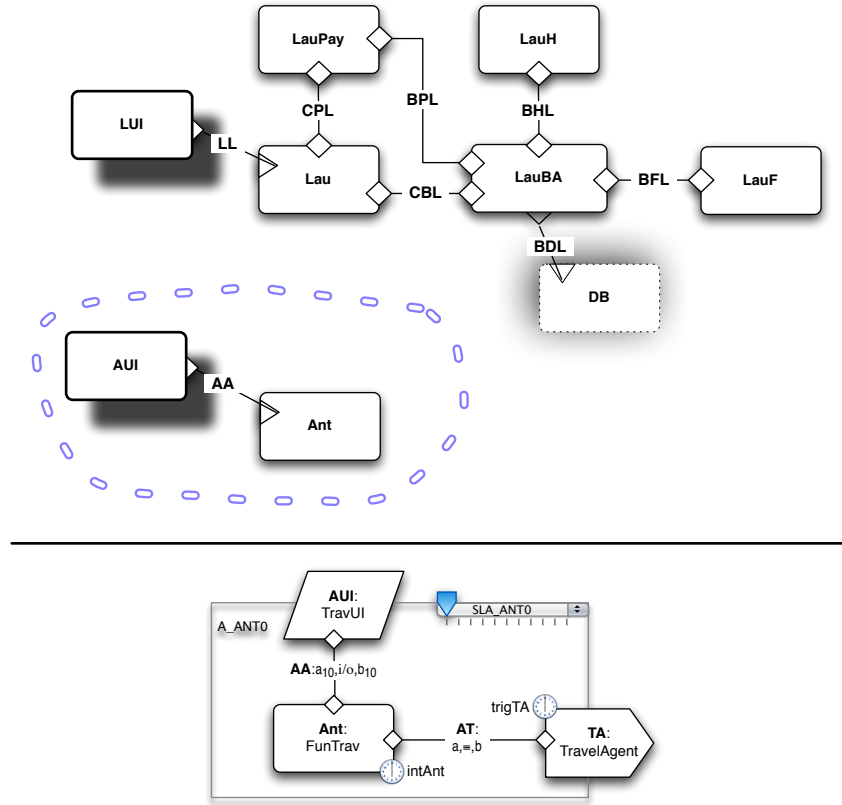 LauPay
LauH
CPL
BPL
BHL
LUI
LL
Lau
CBL
LauBA
BFL
LauF
BDL
DB
AUI
AA
Ant
AUI:
TravUI
SLA_ANT0
A_ANT0
AA:a10,i/o,b10
trigTA
Ant:
FunTrav
AT:
a,=,b
TA:
TravelAgent
intAnt